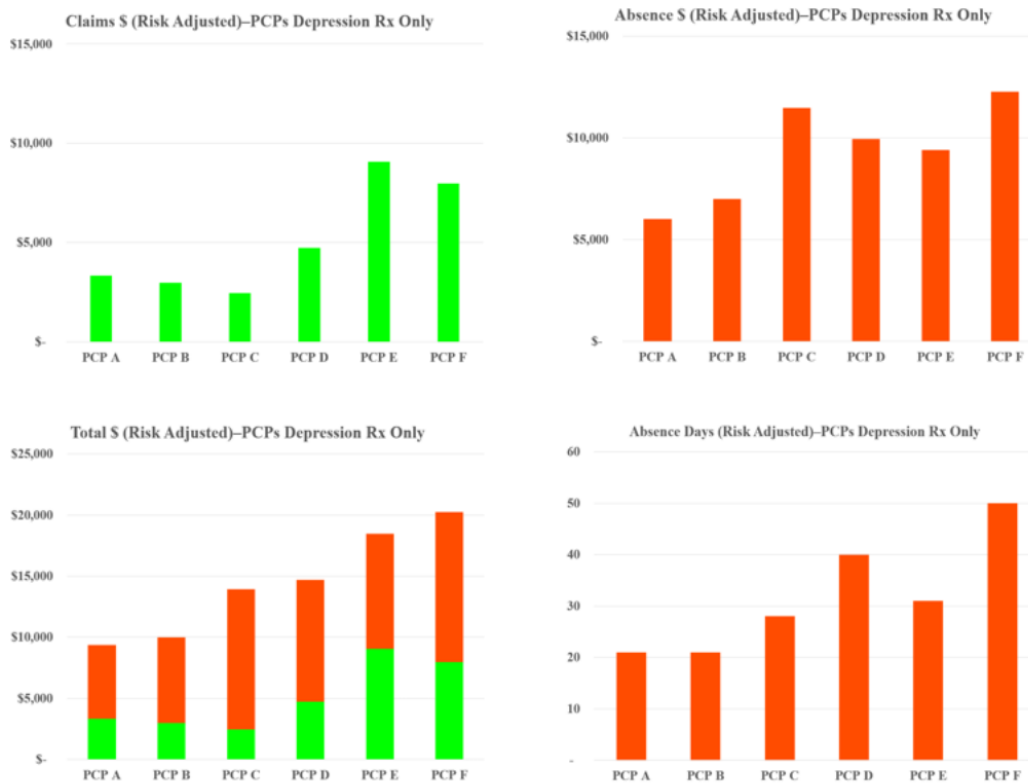 Claims $ (Risk Adjusted)–PCPs Depression Rx Only
$15,000
$10,000
$5,000
$-
PCP A PCP B PCP C PCP D PCP E PCP F
Absence $ (Risk Adjusted)–PCPs Depression Rx Only
$15,000
$10,000
$5,000
$-
PCP A PCP B PCP C PCP D PCP E PCP F
Total $ (Risk Adjusted)–PCPs Depression Rx Only
$25,000
$20,000
$15,000
$10,000
$5,000
$-
PCP A PCP B PCP C PCP D PCP E PCP F
Absence Days (Risk Adjusted)–PCPs Depression Rx Only
60
50
40
30
20
10
-
PCP A PCP B PCP C PCP D PCP E PCP F